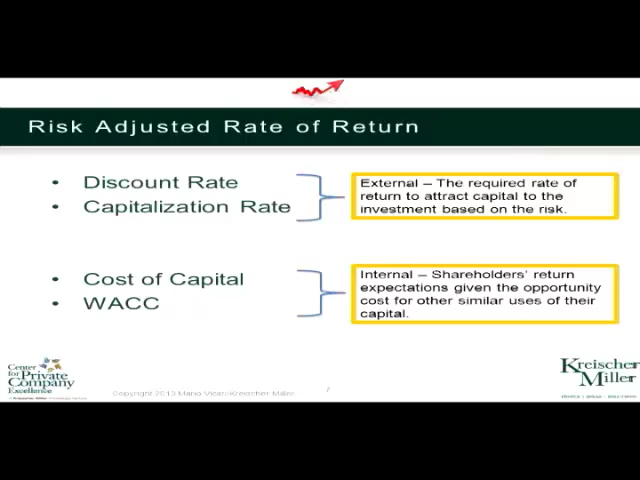 Risk Adjusted Rate of Return
• Discount Rate
• Capitalization Rate
External – The required rate of
return to attract capital to the
investment based on the risk.
• Cost of Capital
• WACC
Internal – Shareholders' return
expectations given the opportunity
cost for other similar uses of their
capital.
Center
for Private
Company
Excellence
Copyright 2013 Mario Vicari Kreischer Miller
7
Kreischer
Miller